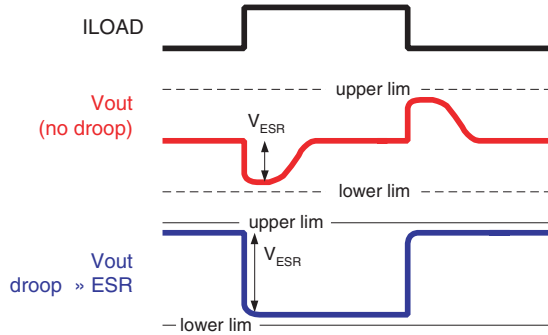 ILOAD
upper lim
Vout
(no droop)
VESR
lower lim
upper lim
Vout
droop » ESR
VESR
lower lim